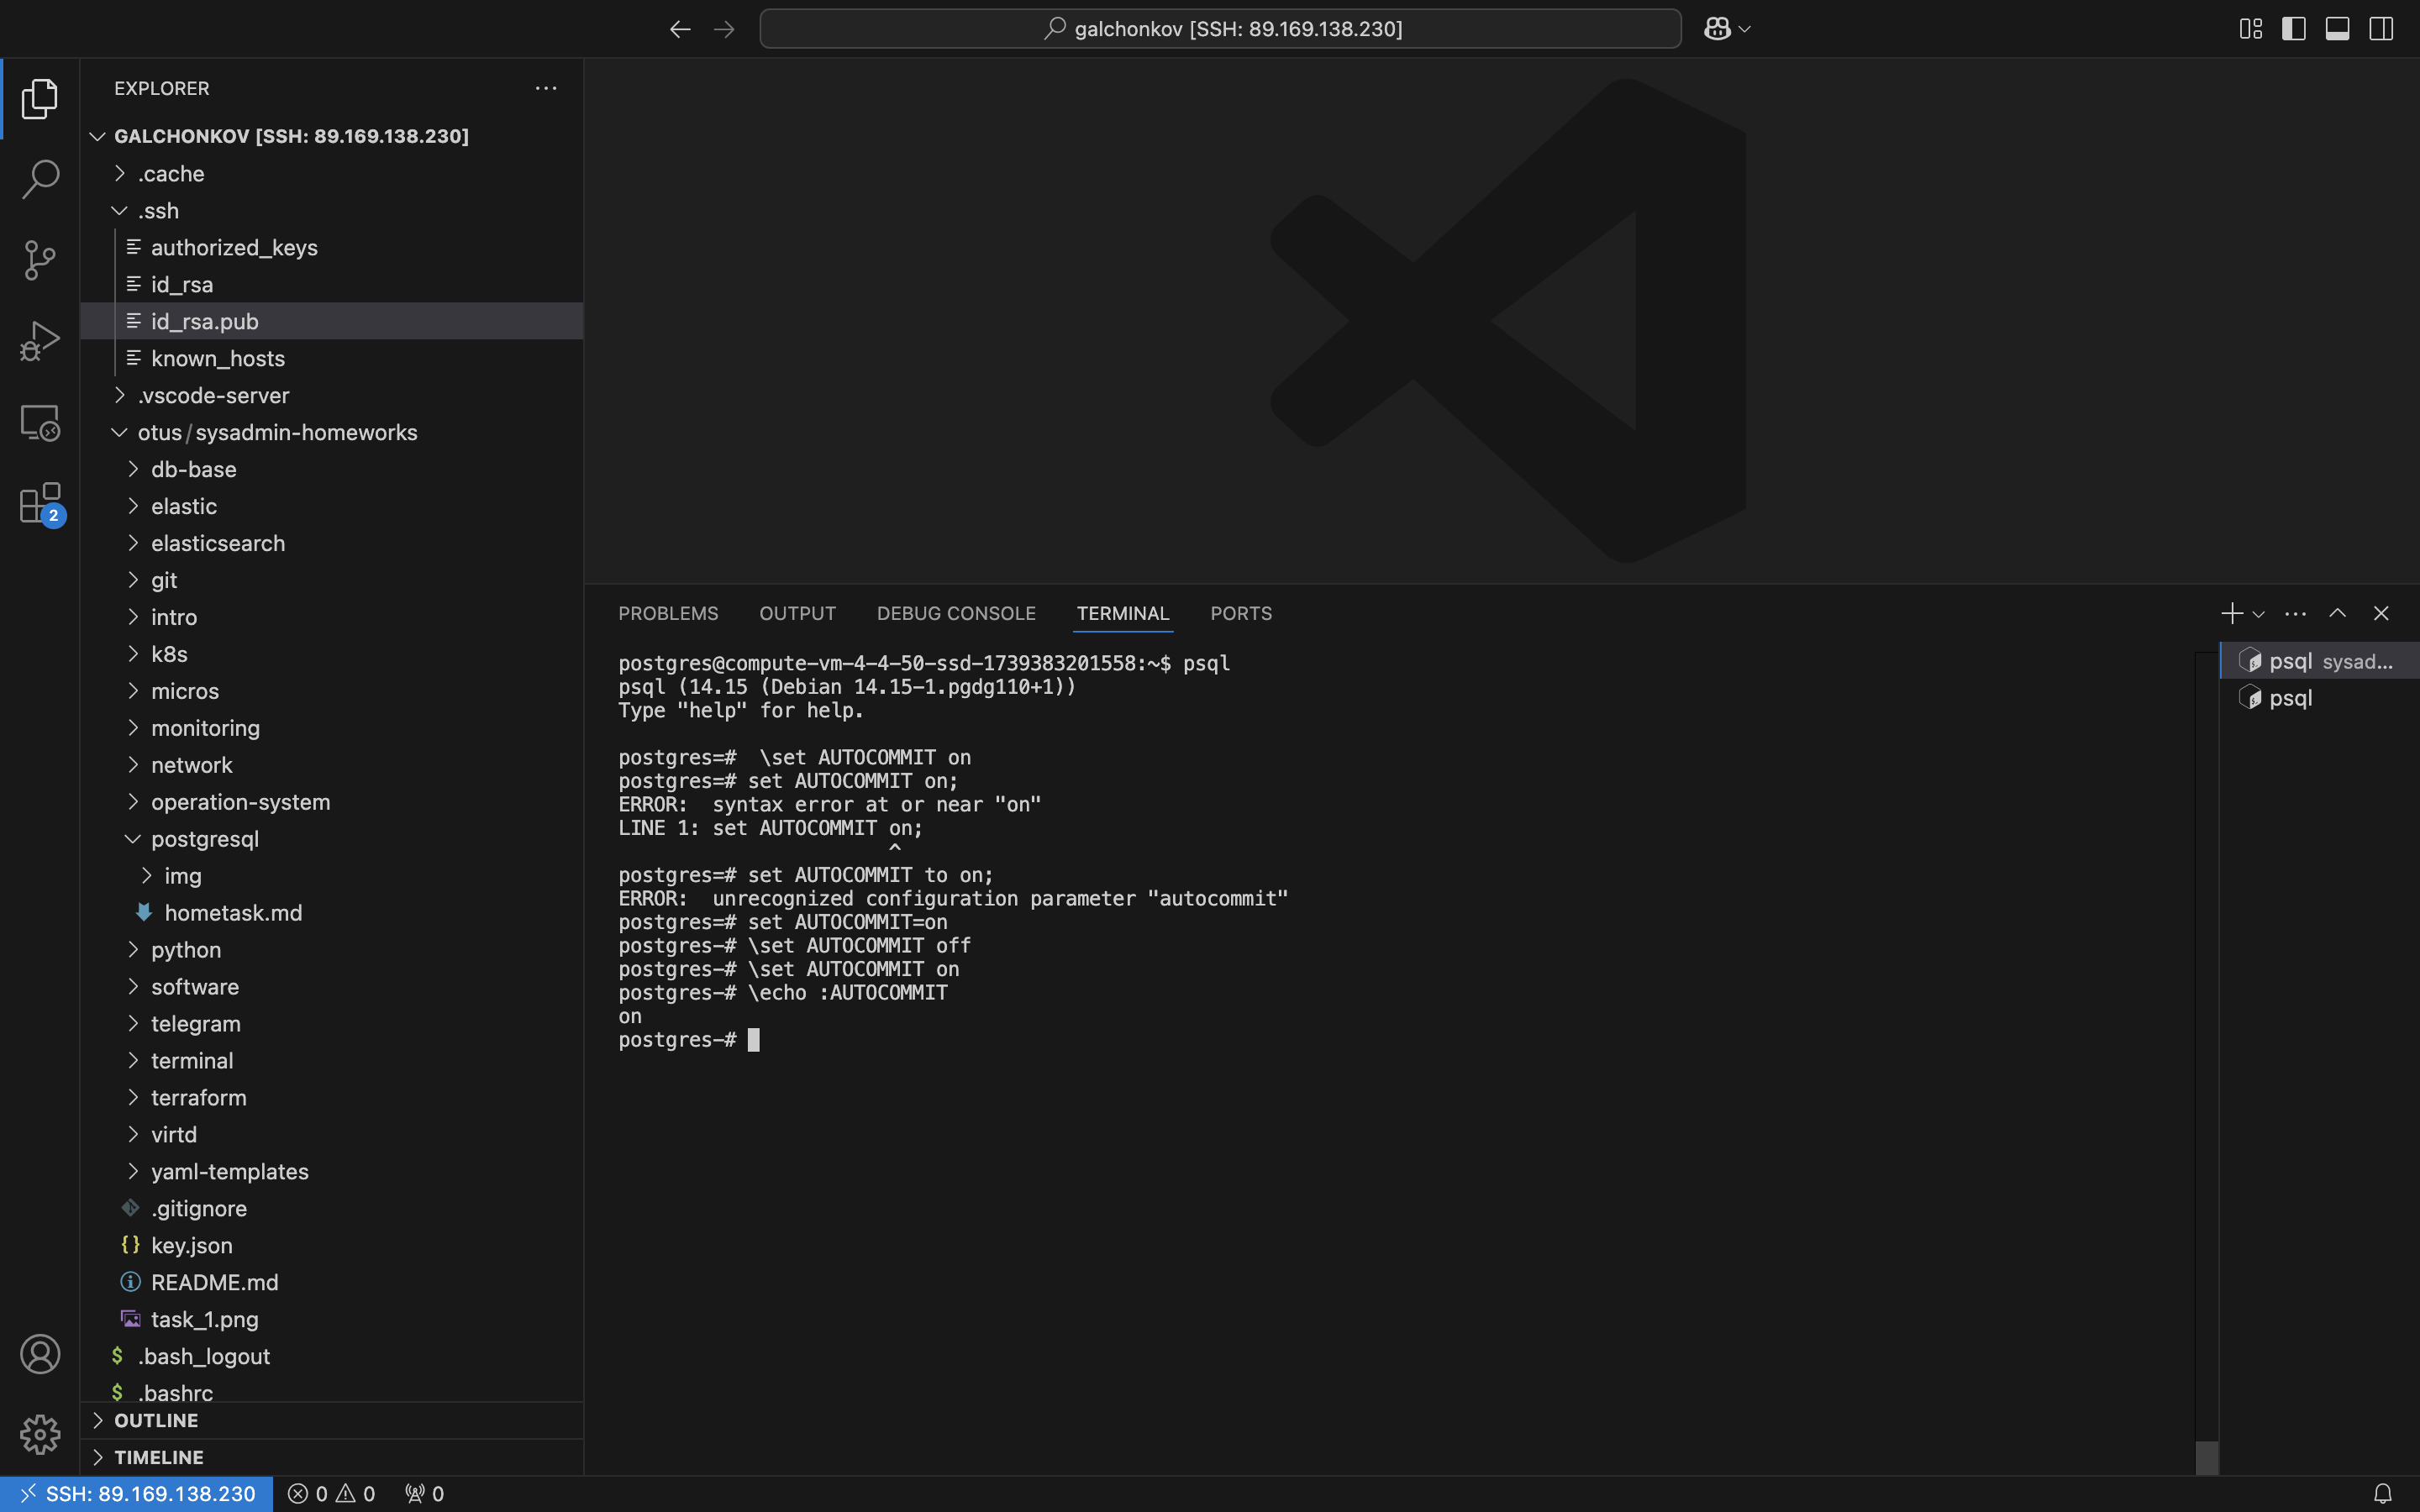 galchonkov [SSH: 89.169.138.230]
EXPLORER
GALCHONKOV [SSH: 89.169.138.230]
.cache
.ssh
authorized_keys
id_rsa
id_rsa.pub
known_hosts
.vscode-server
otus/sysadmin-homeworks
db-base
elastic
elasticsearch
git
intro
k8s
micros
monitoring
network
operation-system
postgresql
img
hometask.md
python
software
telegram
terminal
terraform
virtd
yaml-templates
.gitignore
{} key.json
README.md
task_1.png
$ .bash_logout
$ .bashrc
OUTLINE
TIMELINE
2
PROBLEMS OUTPUT DEBUG CONSOLE TERMINAL PORTS
postgres@compute-vm-4-4-50-ssd-1739383201558:~$ psql
psql (14.15 (Debian 14.15-1.pgdg110+1))
Type "help" for help.
postgres=#  \set AUTOCOMMIT on
postgres=# set AUTOCOMMIT on;
ERROR:  syntax error at or near "on"
LINE 1: set AUTOCOMMIT on;
^
postgres=# set AUTOCOMMIT to on;
ERROR:  unrecognized configuration parameter "autocommit"
postgres=# set AUTOCOMMIT=on
postgres-# \set AUTOCOMMIT off
postgres-# \set AUTOCOMMIT on
postgres-# \echo :AUTOCOMMIT
on
postgres-#
psql sysad...
psql
SSH: 89.169.138.230 0 0 0